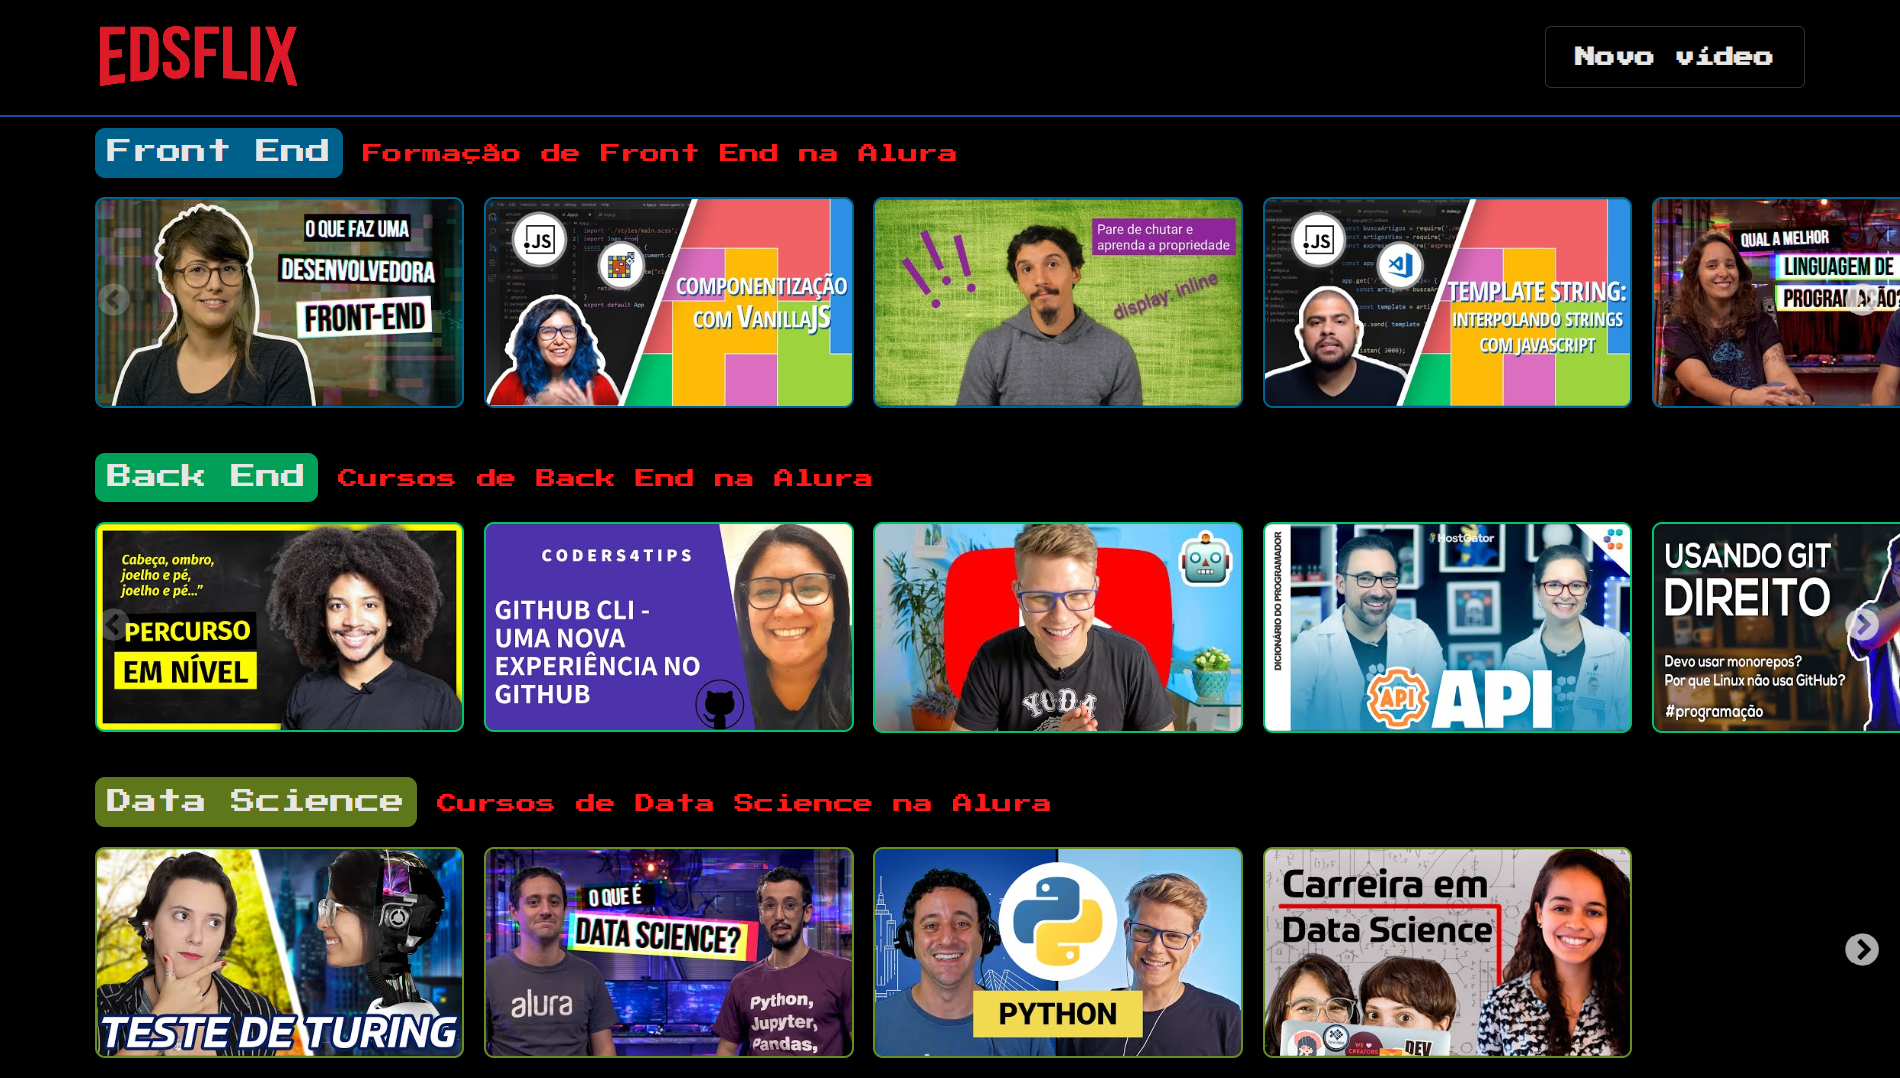 EDSFLIX
Novo vídeo
Front End
Formação de Front End na Alura
O QUE FAZ UMA
DESENVOLVEDORA
FRONT-END
.JS
COMPONENTIZAÇÃO
COM VANILLAJS
!!!
Pare de chutar e
aprenda a propriedade
display: inline
.JS
TEMPLATE STRING:
INTERPOLANDO STRINGS
COM JAVASCRIPT
QUAL A MELHOR
LINGUAGEM DE
PROGRAMAÇÃO?
Back End
Cursos de Back End na Alura
Cabeça, ombro,
joelho e pé,
joelho e pé..."
PERCURSO
EM NÍVEL
CODERS4TIPS
GITHUB CLI -
UMA NOVA
EXPERIÊNCIA NO
GITHUB
YODA
DICIONÁRIO DO PROGRAMADOR
HostGator
API
API
USANDO GIT
DIREITO
Devo usar monorepos?
Por que Linux não usa GitHub?
#programação
Data Science
Cursos de Data Science na Alura
TESTE DE TURING
O QUE É
DATA SCIENCE?
alura
Python,
Jupyter,
Pandas,
PYTHON
Carreira em
Data Science
WE ❤
CREATORS
DEV